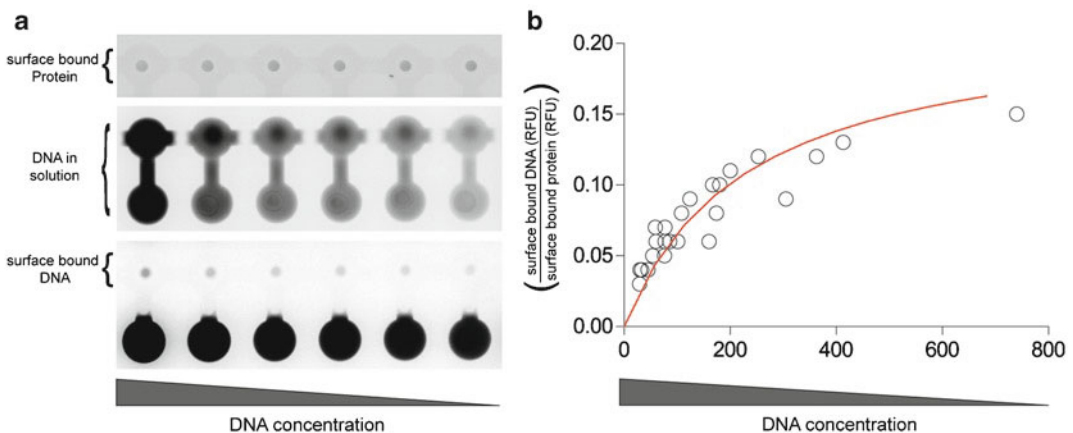 a
surface bound
Protein
DNA in
solution
surface bound
DNA
DNA concentration
b
surface bound DNA (RFU)
surface bound protein (RFU)
0.20
0.15
0.10
0.05
0.00
0
200
400
600
800
DNA concentration